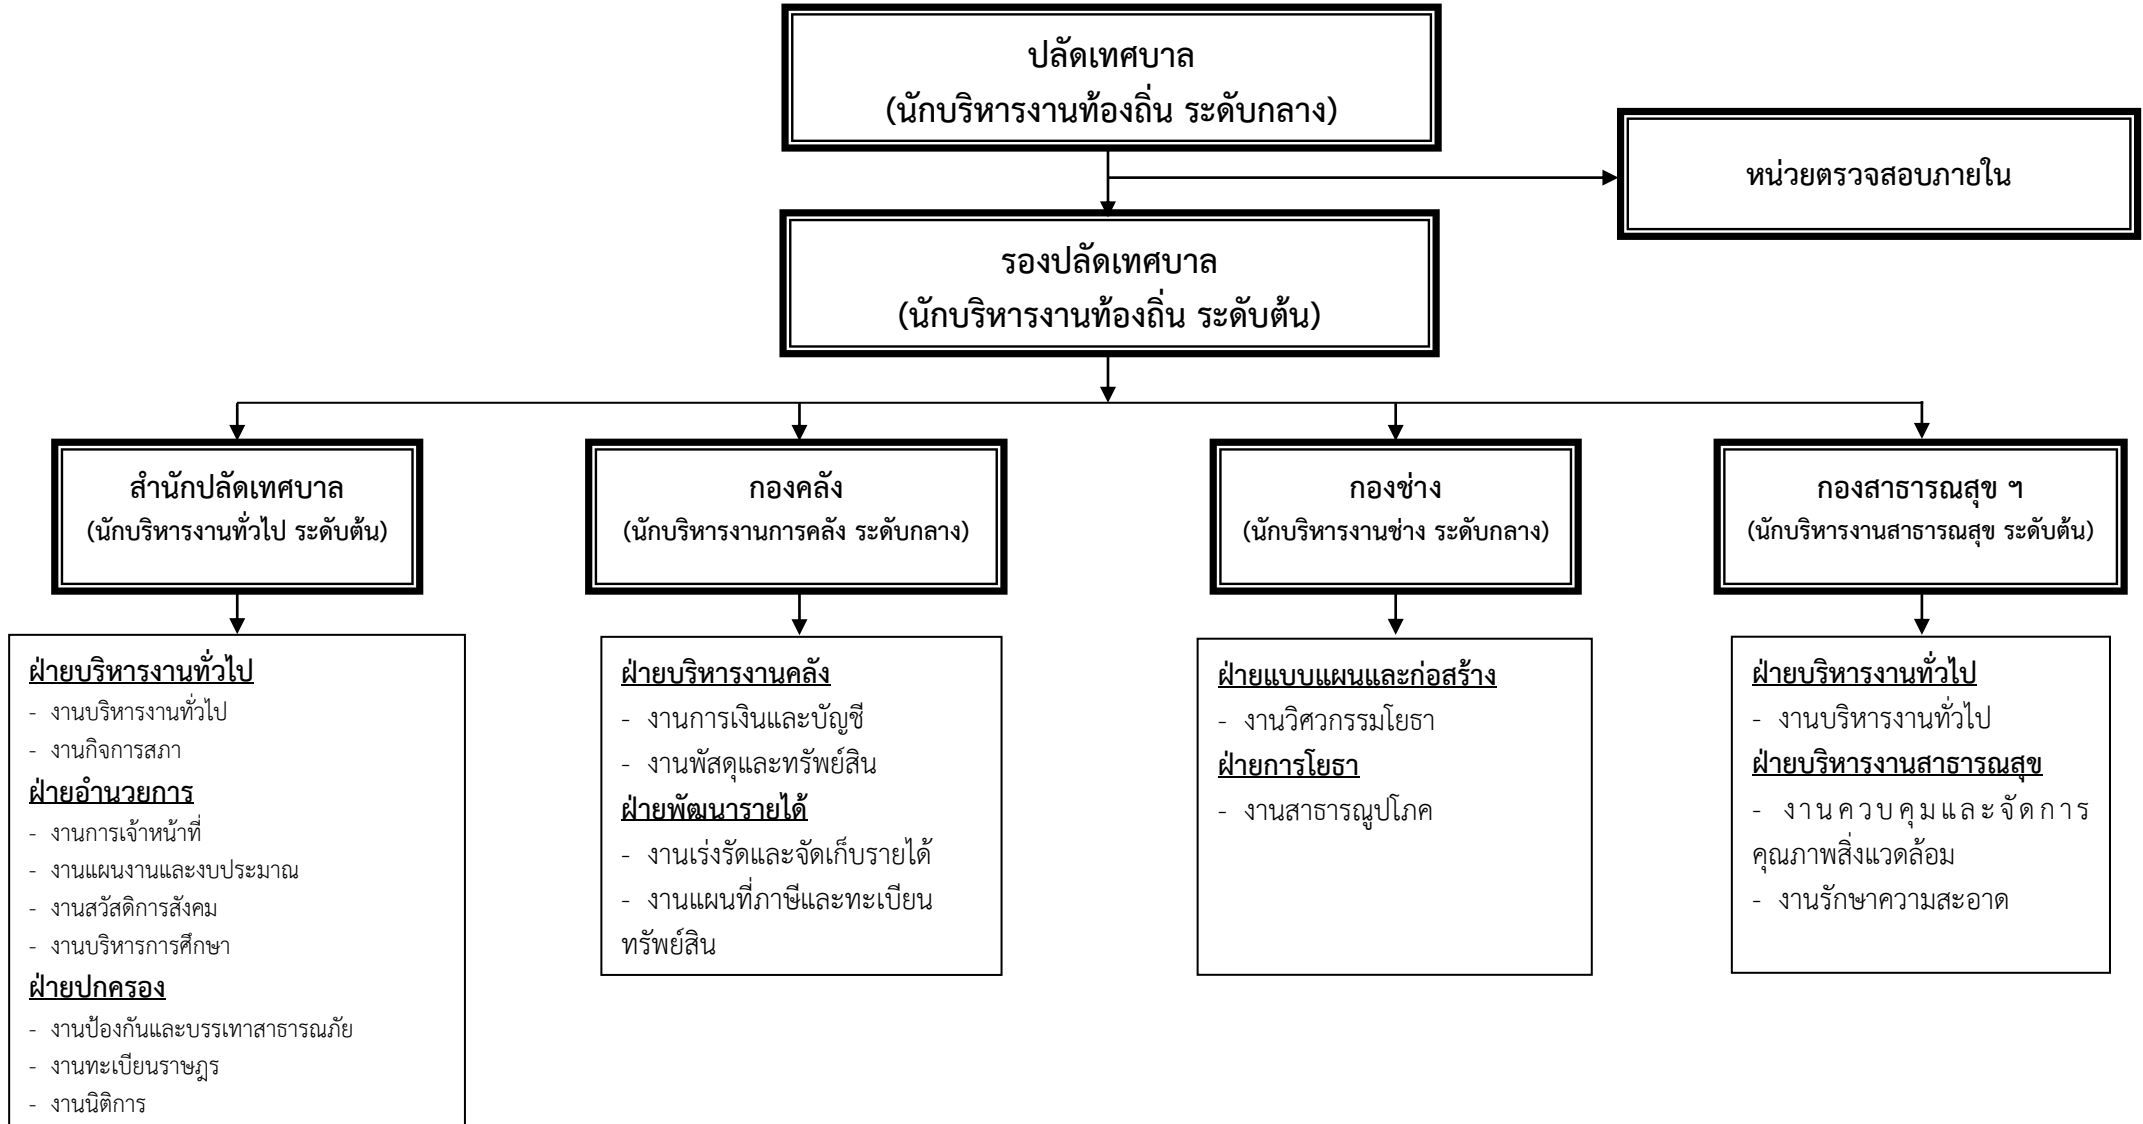 ปลัดเทศบาล
(นักบริหารงานท้องถิ่น ระดับกลาง)
หน่วยตรวจสอบภายใน
รองปลัดเทศบาล
(นักบริหารงานท้องถิ่น ระดับต้น)
สำนักปลัดเทศบาล
(นักบริหารงานทั่วไป ระดับต้น)
กองคลัง
(นักบริหารงานการคลัง ระดับกลาง)
กองช่าง
(นักบริหารงานช่าง ระดับกลาง)
กองสาธารณสุข ฯ
(นักบริหารงานสาธารณสุข ระดับต้น)
ฝ่ายบริหารงานทั่วไป
- งานบริหารงานทั่วไป
- งานกิจการสภา
ฝ่ายอำนวยการ
- งานการเจ้าหน้าที่
- งานแผนงานและงบประมาณ
- งานสวัสดิการสังคม
- งานบริหารการศึกษา
ฝ่ายปกครอง
- งานป้องกันและบรรเทาสาธารณภัย
- งานทะเบียนราษฎร
- งานนิติการ
ฝ่ายบริหารงานคลัง
- งานการเงินและบัญชี
- งานพัสดุและทรัพย์สิน
ฝ่ายพัฒนารายได้
- งานเร่งรัดและจัดเก็บรายได้
- งานแผนที่ภาษีและทะเบียน
ทรัพย์สิน
ฝ่ายแบบแผนและก่อสร้าง
- งานวิศวกรรมโยธา
ฝ่ายการโยธา
- งานสาธารณูปโภค
ฝ่ายบริหารงานทั่วไป
- งานบริหารงานทั่วไป
ฝ่ายบริหารงานสาธารณสุข
- งานควบคุมและจัดการ
คุณภาพสิ่งแวดล้อม
- งานรักษาความสะอาด